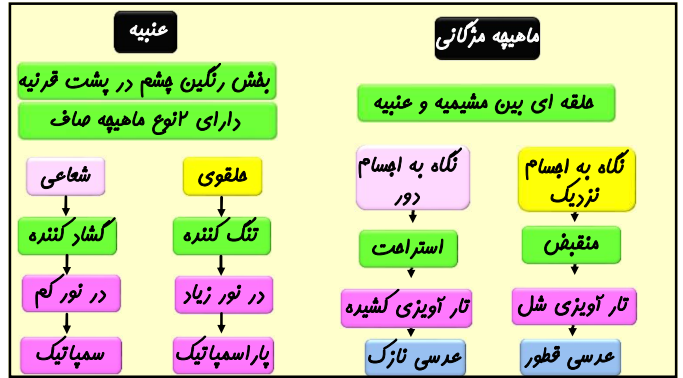 ماهیچه مژگانی
حلقه ای بین مشیمیه و عنبیه
نگاه به اجسام
نزدیک
منقبض
تار آویزی شل
عدسی قطور
نگاه به اجسام
دور
استراحت
تار آویزی کشیده
عدسی نازک
عنبیه
بخش رنگین چشم در پشت قرنیه
دارای ۲نوع ماهیچه صاف
حلقوی
تنگ کننده
در نور زیاد
پاراسمپاتیک
شعاعی
گشاد کننده
در نور کم
سمپاتیک